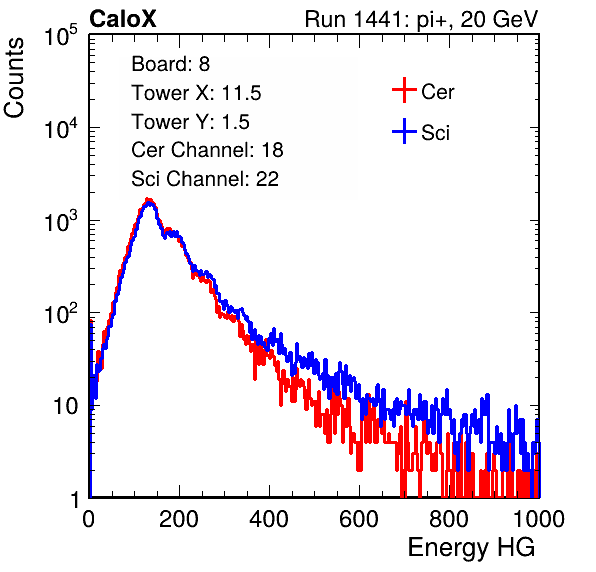 CaloX
Run 1441: pi+, 20 GeV
Counts
Board: 8
Tower X: 11.5
Tower Y: 1.5
Cer Channel: 18
Sci Channel: 22
Cer
Sci
10^5
10^4
10^3
10^2
10
1
0 200 400 600 800 1000
Energy HG